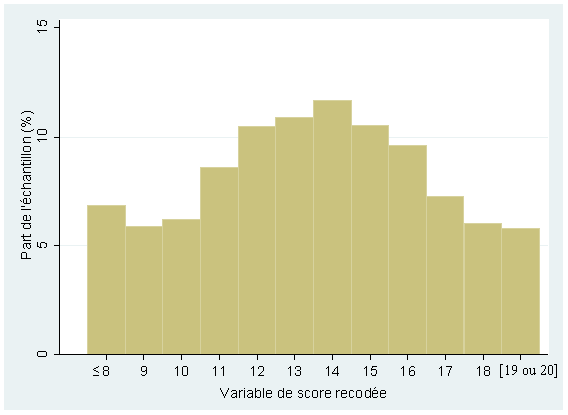 15
10
5
0
Part de l'échantillon (%)
≤8 9 10 11 12 13 14 15 16 17 18 [19 ou 20]
Variable de score recodée